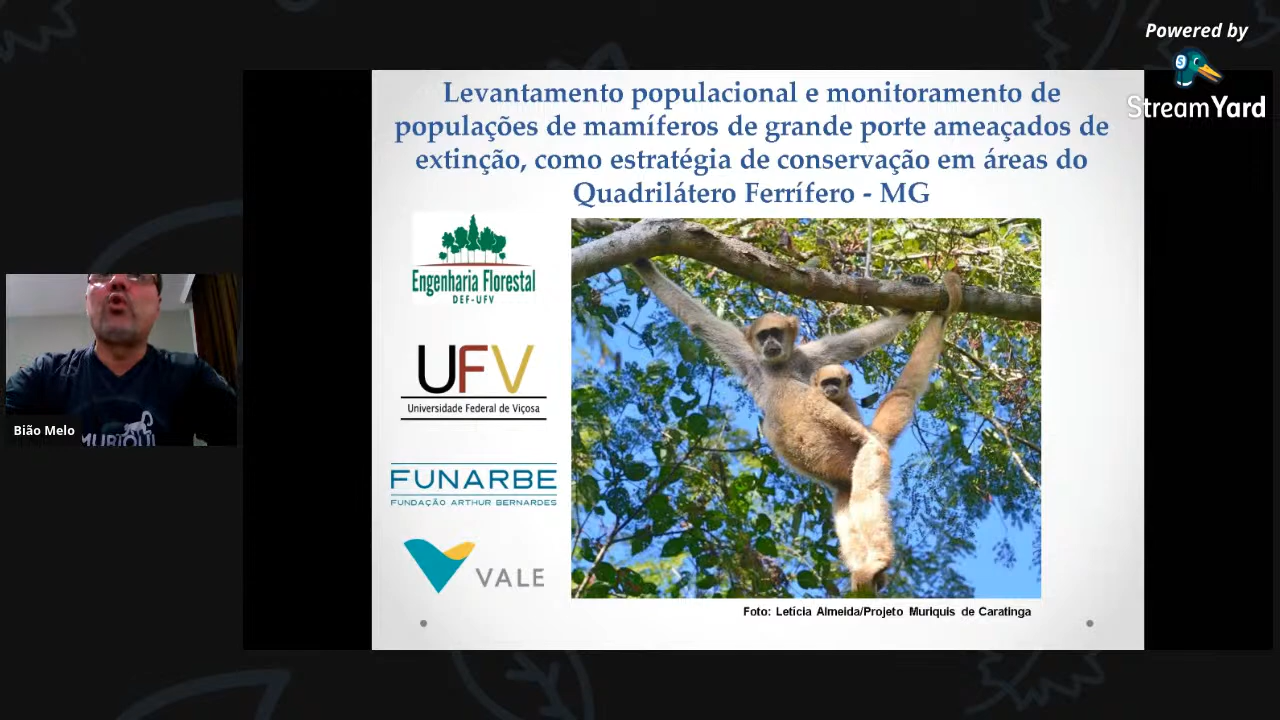 Powered by
StreamYard
Levantamento populacional e monitoramento de
populações de mamíferos de grande porte ameaçados de
extinção, como estratégia de conservação em áreas do
Quadrilátero Ferrífero - MG
Engenharia Florestal
DEF-UFV
UFV
Universidade Federal de Viçosa
FUNARBE
FUNDAÇÃO ARTHUR BERNARDES
VALE
Foto: Letícia Almeida/Projeto Muriquis de Caratinga
Bião Melo
MURIQUI